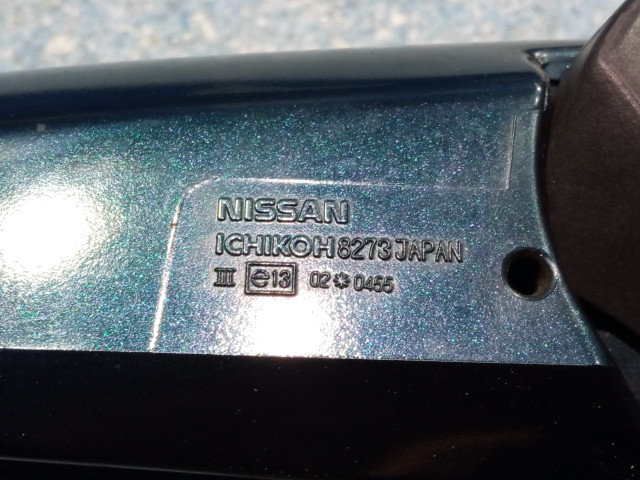 NISSAN
ICHIKOH 8273 JAPAN
III e13 02*0455